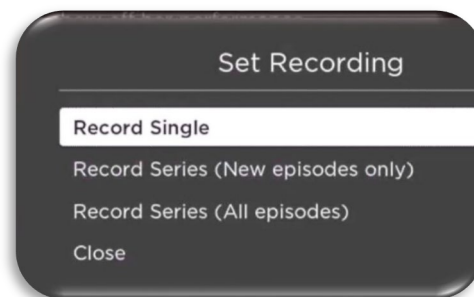 Set Recording
Record Single
Record Series (New episodes only)
Record Series (All episodes)
Close